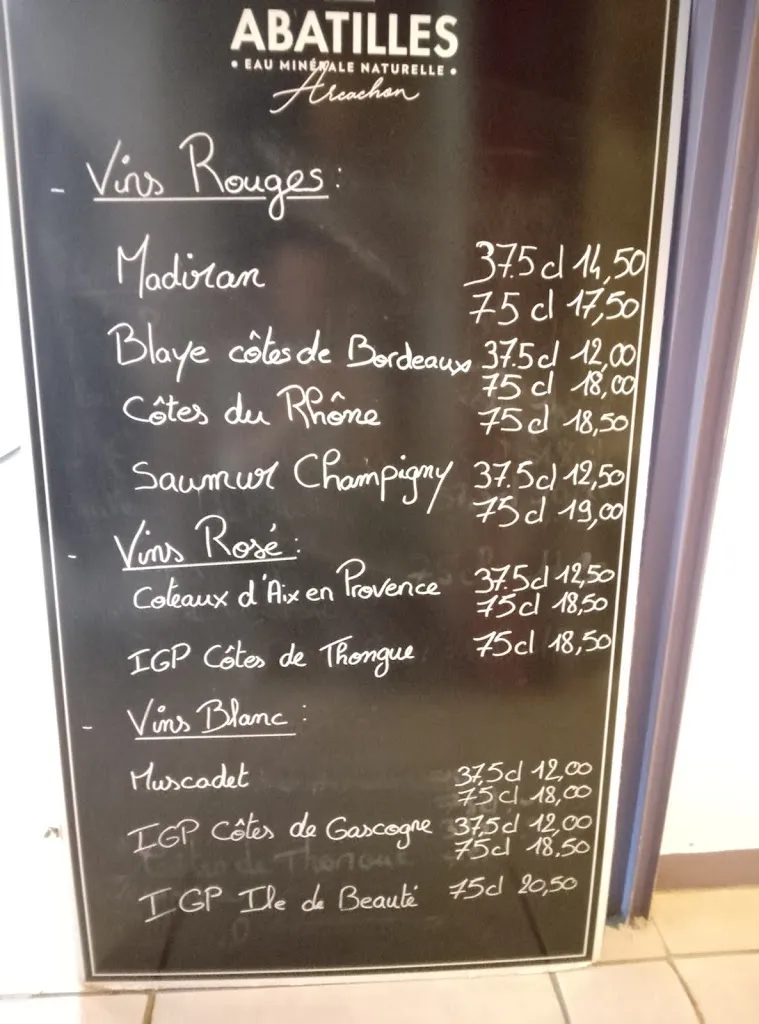 ABATILLES
• EAU MINÉRALE NATURELLE •
Arcachon
- Vins Rouges :
Madiran 37.5 cl 14,50
75 cl 17,50
Blaye côtes de Bordeaux 37.5 cl 12,00
75 cl 18,00
Côtes du Rhône 75 cl 18,50
Saumur Champigny 37.5 cl 12,50
75 cl 19,00
- Vins Rosé :
Coteaux d'Aix en Provence 37.5 cl 12,50
75 cl 18,50
IGP Côtes de Thongue 75 cl 18,50
- Vins Blanc :
Muscadet 37,5 cl 12,00
75 cl 18,00
IGP Côtes de Gascogne 37,5 cl 12,00
75 cl 18,50
IGP Ile de Beauté 75 cl 20,50